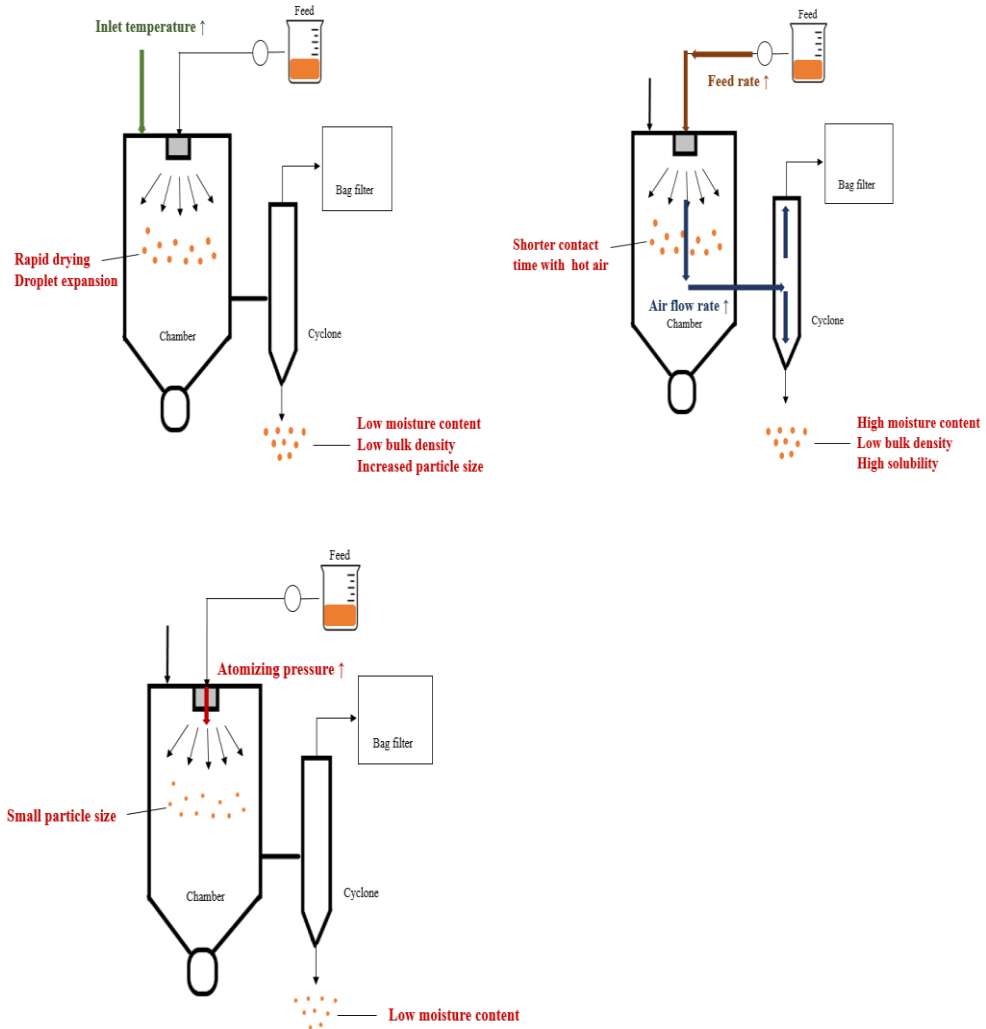 Inlet temperature ↑
Feed
Bag filter
Rapid drying
Droplet expansion
Chamber
Cyclone
Low moisture content
Low bulk density
Increased particle size
Feed
Feed rate ↑
Bag filter
Shorter contact
time with hot air
Air flow rate ↑
Chamber
Cyclone
High moisture content
Low bulk density
High solubility
Feed
Atomizing pressure ↑
Bag filter
Small particle size
Chamber
Cyclone
Low moisture content